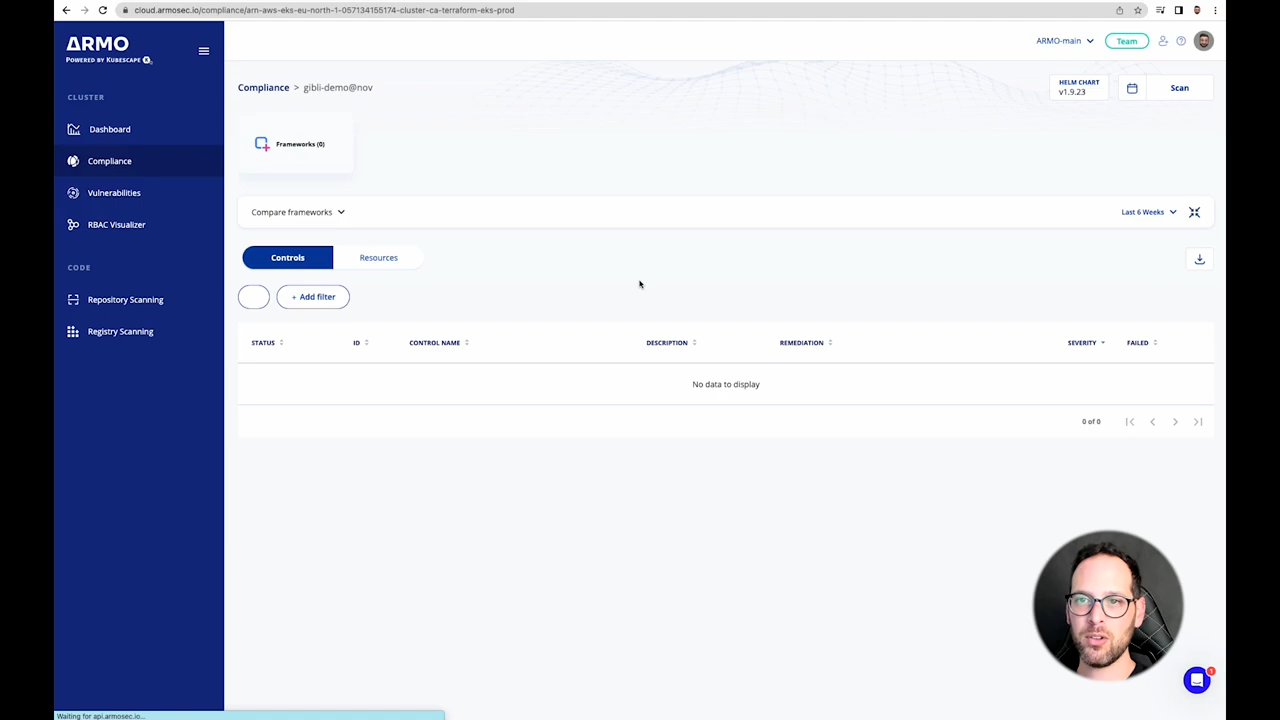 cloud.armosec.io/compliance/arn-aws-eks-eu-north-1-057134155174-cluster-ca-terraform-eks-prod
ARMO
POWERED BY KUBESCAPE
ARMO-main
Team
CLUSTER
Dashboard
Compliance
Vulnerabilities
RBAC Visualizer
CODE
Repository Scanning
Registry Scanning
Compliance > gibli-demo@nov
HELM CHART
v1.9.23
Scan
Frameworks (0)
Compare frameworks
Last 6 Weeks
Controls
Resources
+ Add filter
STATUS ID CONTROL NAME DESCRIPTION REMEDIATION SEVERITY FAILED
No data to display
0 of 0
1
Waiting for api.armosec.io...